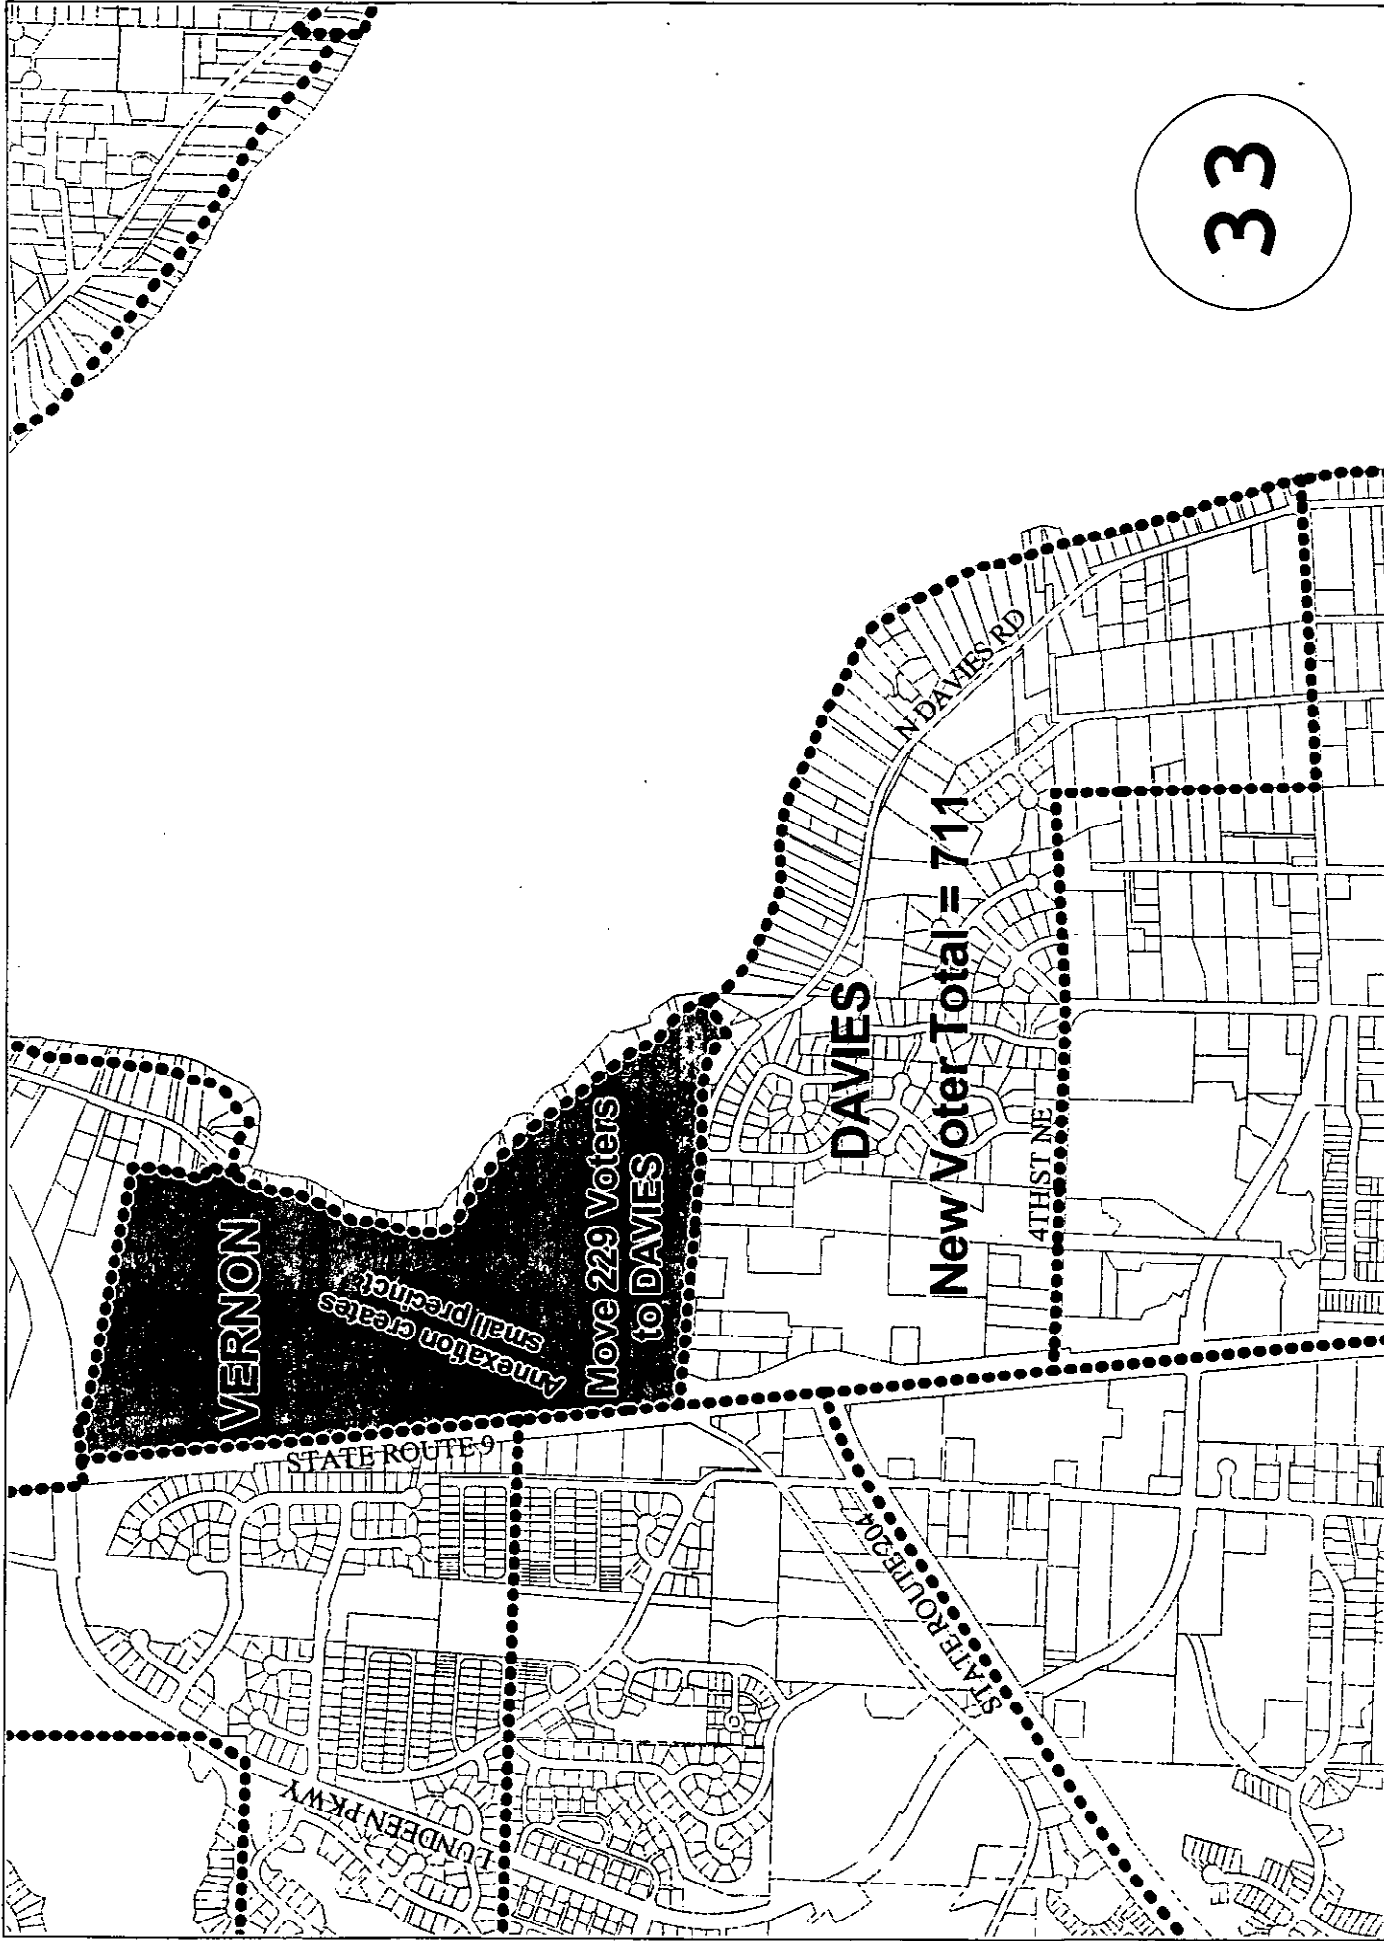 VERNON
Annexation creates
small precinct
Move 229 Voters
to DAVIES
STATE ROUTE 9
LUNDEEN PKWY
STATE ROUTE 204
DAVIES
New Voter Total = 711
N DAVIES RD
4TH ST NE
33